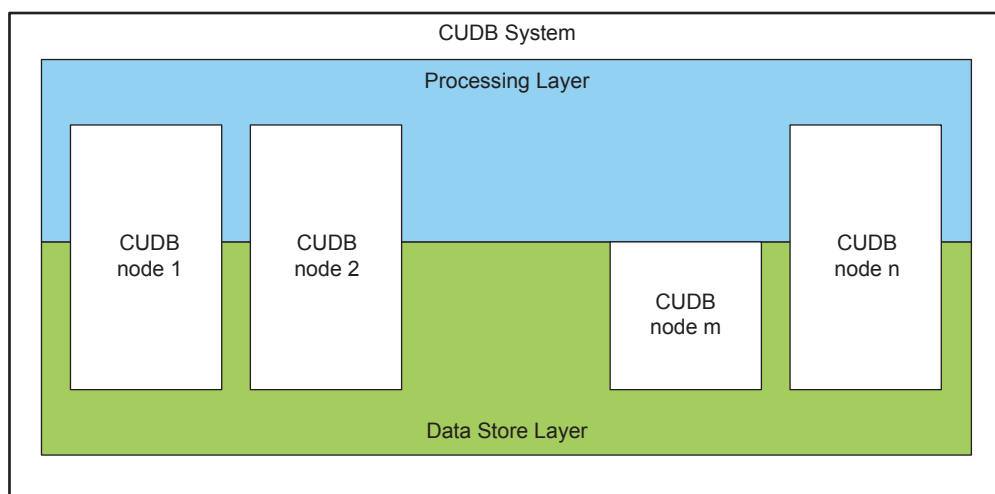 CUDB System
Processing Layer
CUDB
node 1
CUDB
node 2
CUDB
node m
CUDB
node n
Data Store Layer